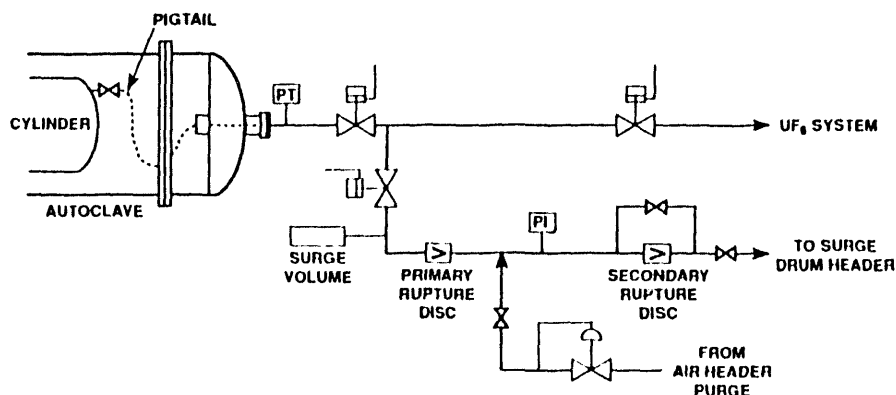 PIGTAIL
PT
CYLINDER
UF₆ SYSTEM
AUTOCLAVE
PI
SURGE
VOLUME
PRIMARY
RUPTURE
DISC
SECONDARY
RUPTURE
DISC
TO SURGE
DRUM HEADER
FROM
AIR HEADER
PURGE